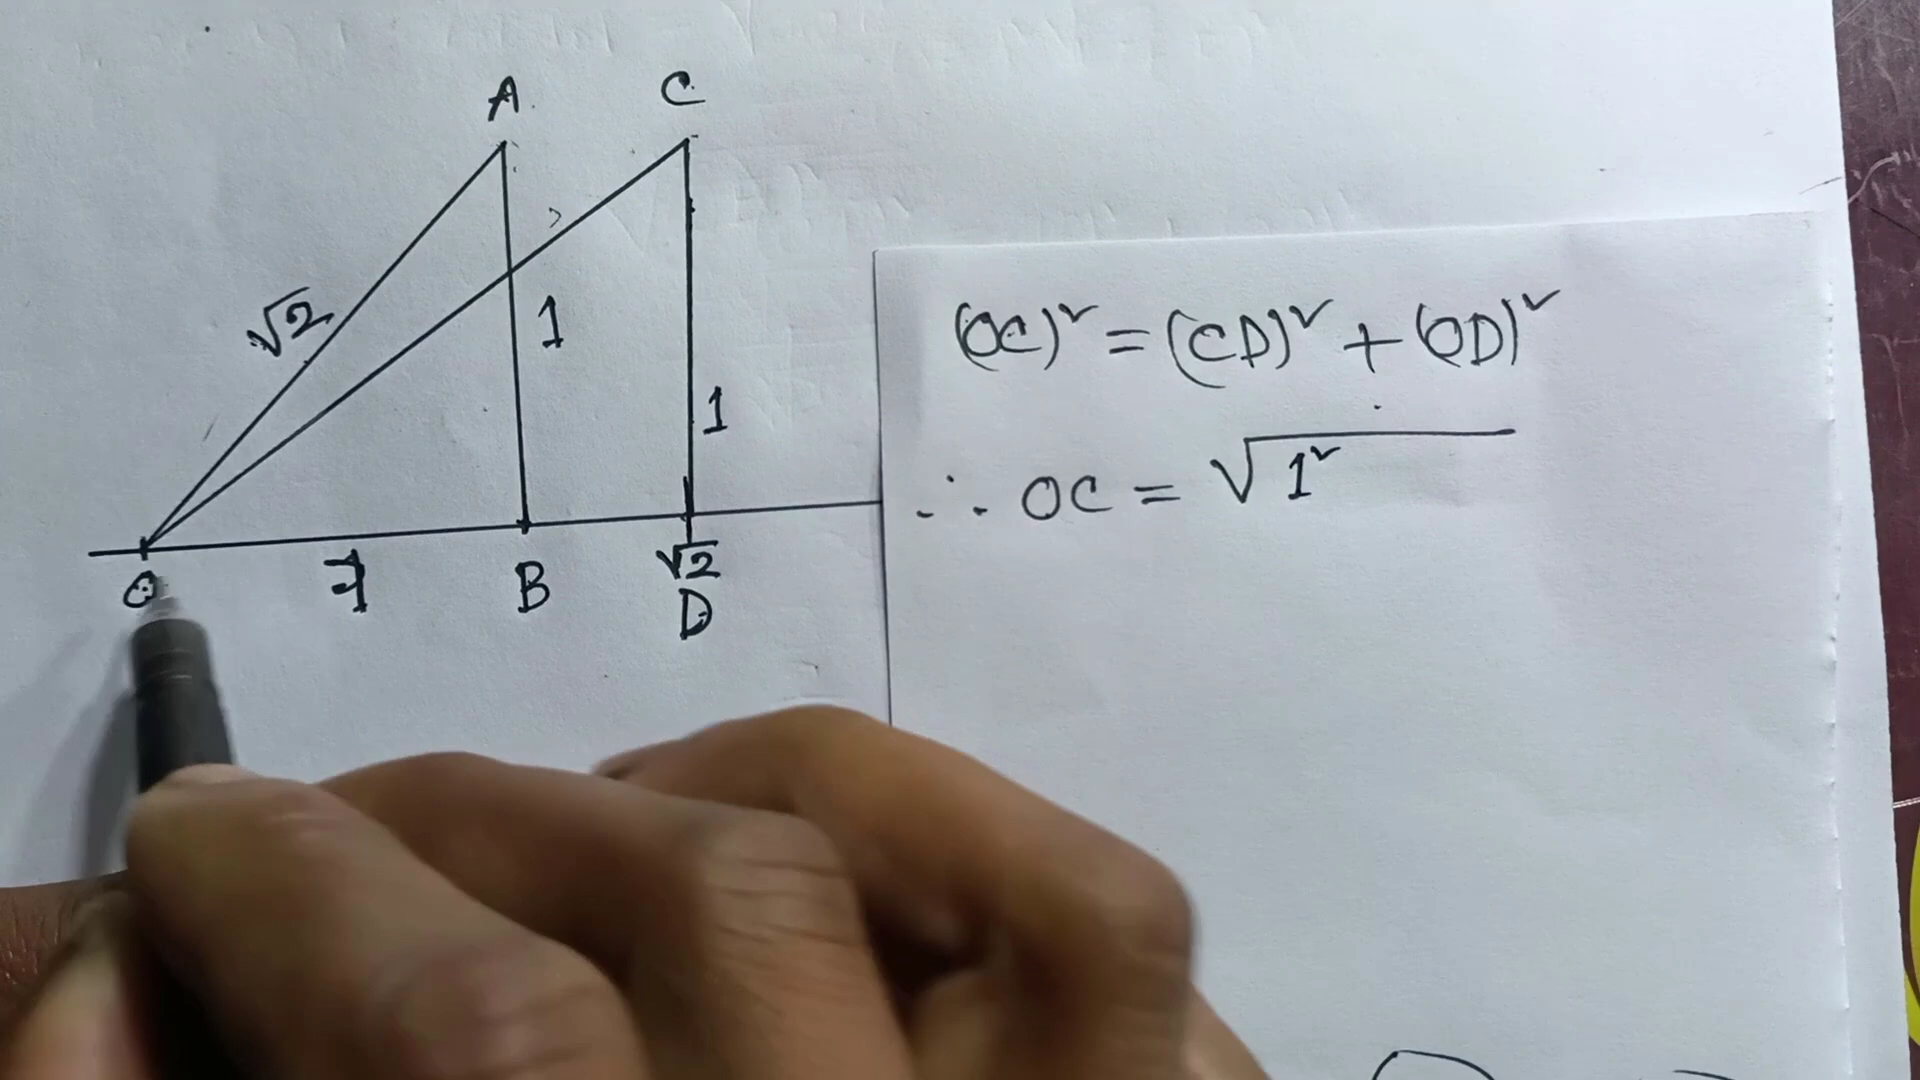 A C
√2
1
1
O 1 B √2
D
(OC)² = (CD)² + (OD)²
∴ OC = √1²